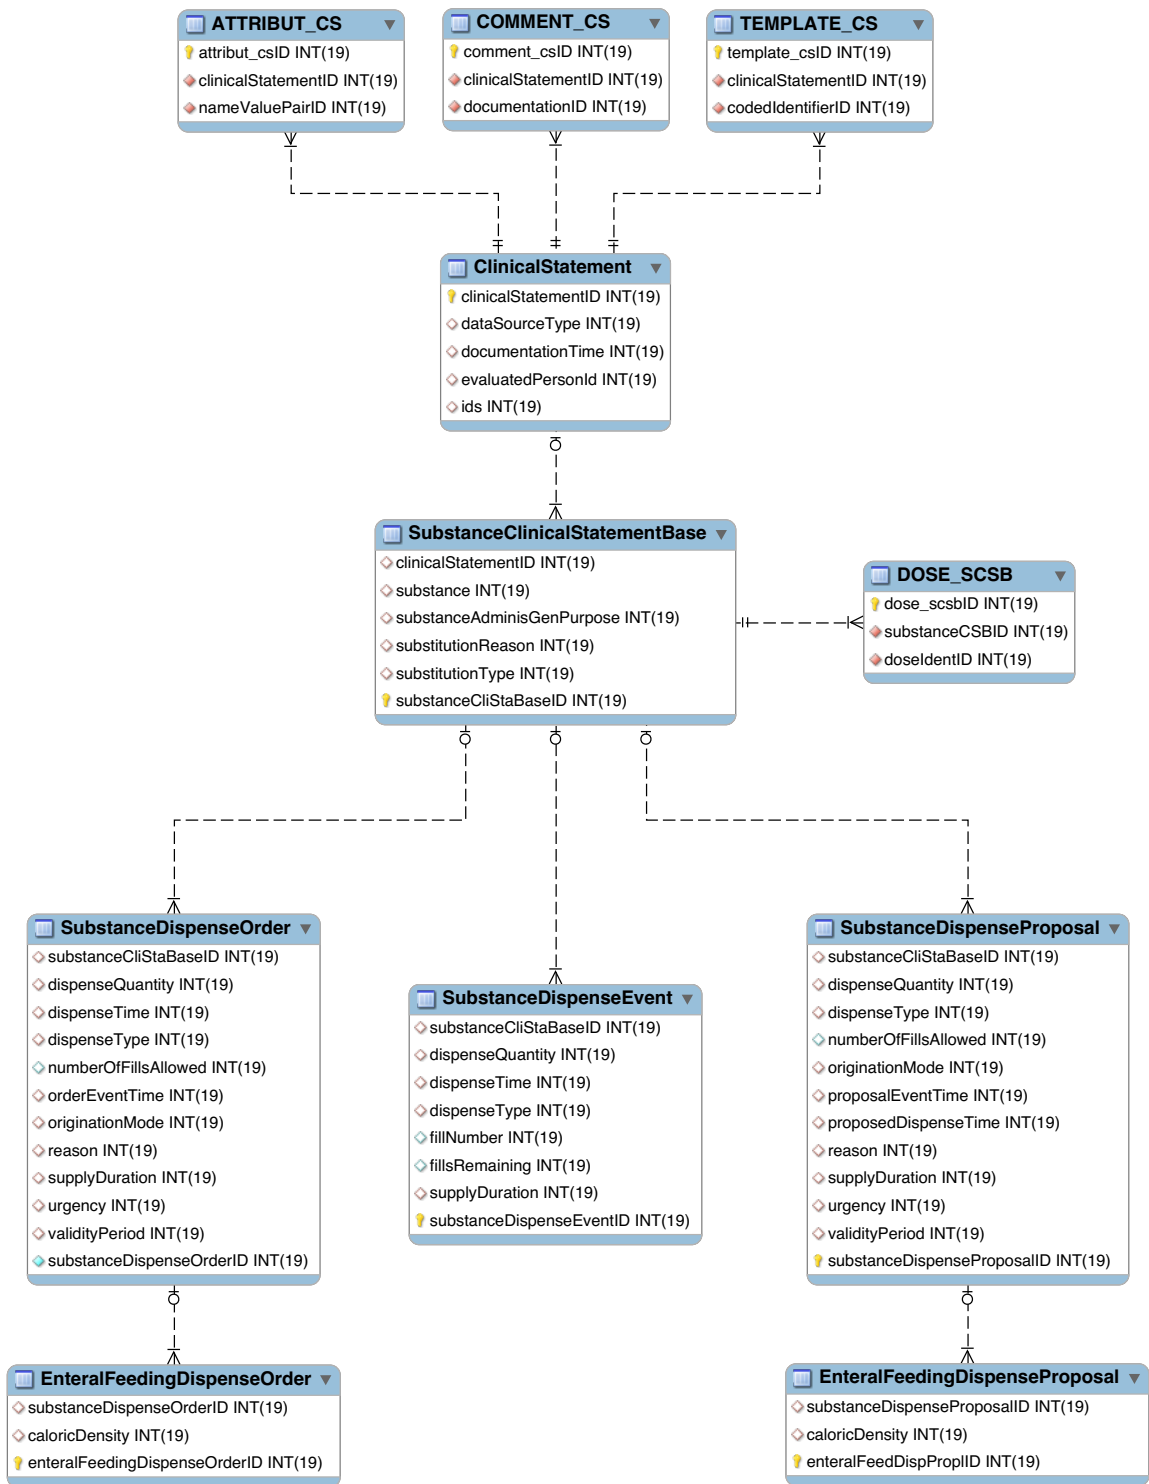 ATTRIBUT_CS
attribut_csID INT(19)
clinicalStatementID INT(19)
nameValuePairID INT(19)
COMMENT_CS
comment_csID INT(19)
clinicalStatementID INT(19)
documentationID INT(19)
TEMPLATE_CS
template_csID INT(19)
clinicalStatementID INT(19)
codedIdentifierID INT(19)
ClinicalStatement
clinicalStatementID INT(19)
dataSourceType INT(19)
documentationTime INT(19)
evaluatedPersonId INT(19)
ids INT(19)
SubstanceClinicalStatementBase
clinicalStatementID INT(19)
substance INT(19)
substanceAdminisGenPurpose INT(19)
substitutionReason INT(19)
substitutionType INT(19)
substanceCliStaBaseID INT(19)
DOSE_SCSB
dose_scsbID INT(19)
substanceCSBID INT(19)
doseIdentID INT(19)
SubstanceDispenseOrder
substanceCliStaBaseID INT(19)
dispenseQuantity INT(19)
dispenseTime INT(19)
dispenseType INT(19)
numberOfFillsAllowed INT(19)
orderEventTime INT(19)
originationMode INT(19)
reason INT(19)
supplyDuration INT(19)
urgency INT(19)
validityPeriod INT(19)
substanceDispenseOrderID INT(19)
SubstanceDispenseEvent
substanceCliStaBaseID INT(19)
dispenseQuantity INT(19)
dispenseTime INT(19)
dispenseType INT(19)
fillNumber INT(19)
fillsRemaining INT(19)
supplyDuration INT(19)
substanceDispenseEventID INT(19)
SubstanceDispenseProposal
substanceCliStaBaseID INT(19)
dispenseQuantity INT(19)
dispenseType INT(19)
numberOfFillsAllowed INT(19)
originationMode INT(19)
proposalEventTime INT(19)
proposedDispenseTime INT(19)
reason INT(19)
supplyDuration INT(19)
urgency INT(19)
validityPeriod INT(19)
substanceDispenseProposalID INT(19)
EnteralFeedingDispenseOrder
substanceDispenseOrderID INT(19)
caloricDensity INT(19)
enteralFeedingDispenseOrderID INT(19)
EnteralFeedingDispenseProposal
substanceDispenseProposalID INT(19)
caloricDensity INT(19)
enteralFeedDispProplID INT(19)